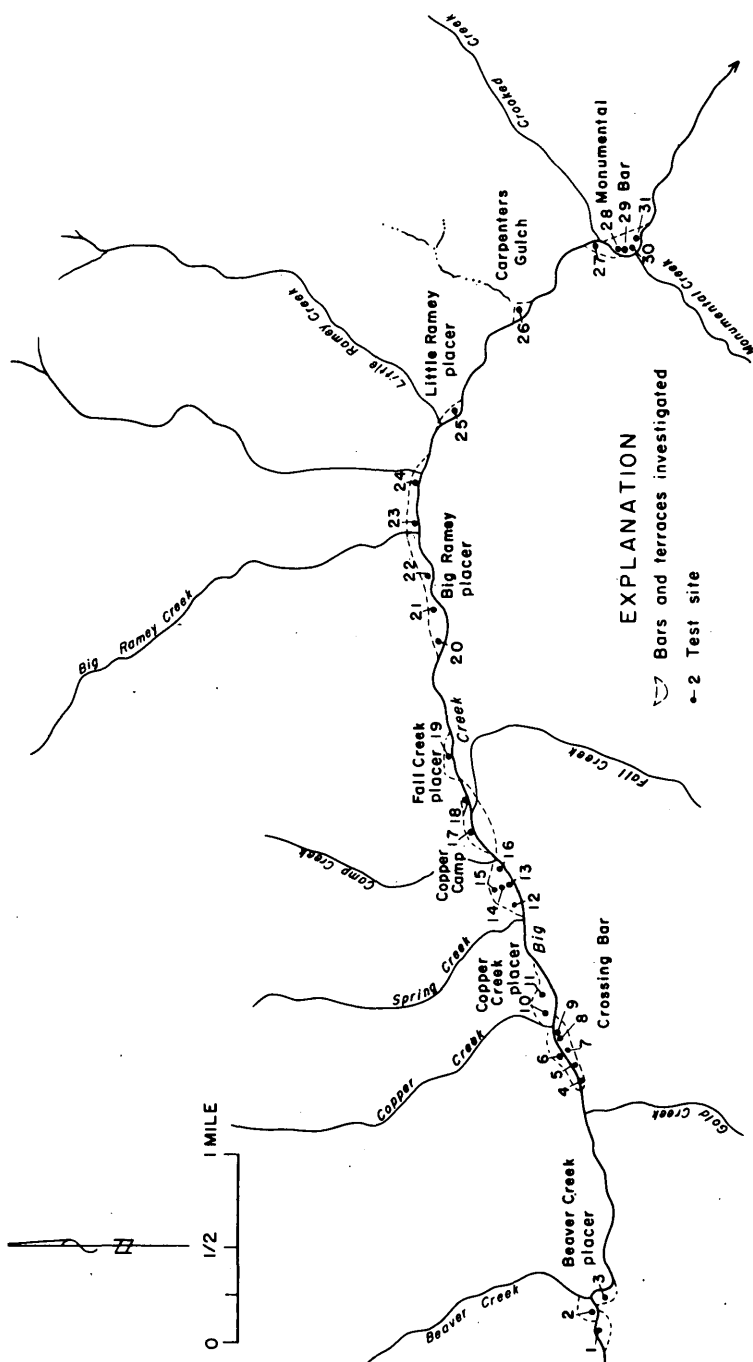 N
0 1/2 1 MILE
Beaver Creek
Beaver Creek
placer
1
2
3
Gold Creek
Copper Creek
4
5
6
7
8
9
Crossing Bar
Copper
Creek
placer
10
11
Spring Creek
Big Creek
12
13
14
15
16
Copper
Camp
Camp Creek
17
18
Fall Creek
placer 19
Fall Creek
20
21
22
Big Ramey
placer
23
24
Big Ramey Creek
Little Ramey Creek
Little Ramey
placer
25
Carpenters
Gulch
26
Crooked Creek
27
28 Monumental
29 Bar
30
31
Monumental Creek
EXPLANATION
Bars and terraces investigated
2 Test site